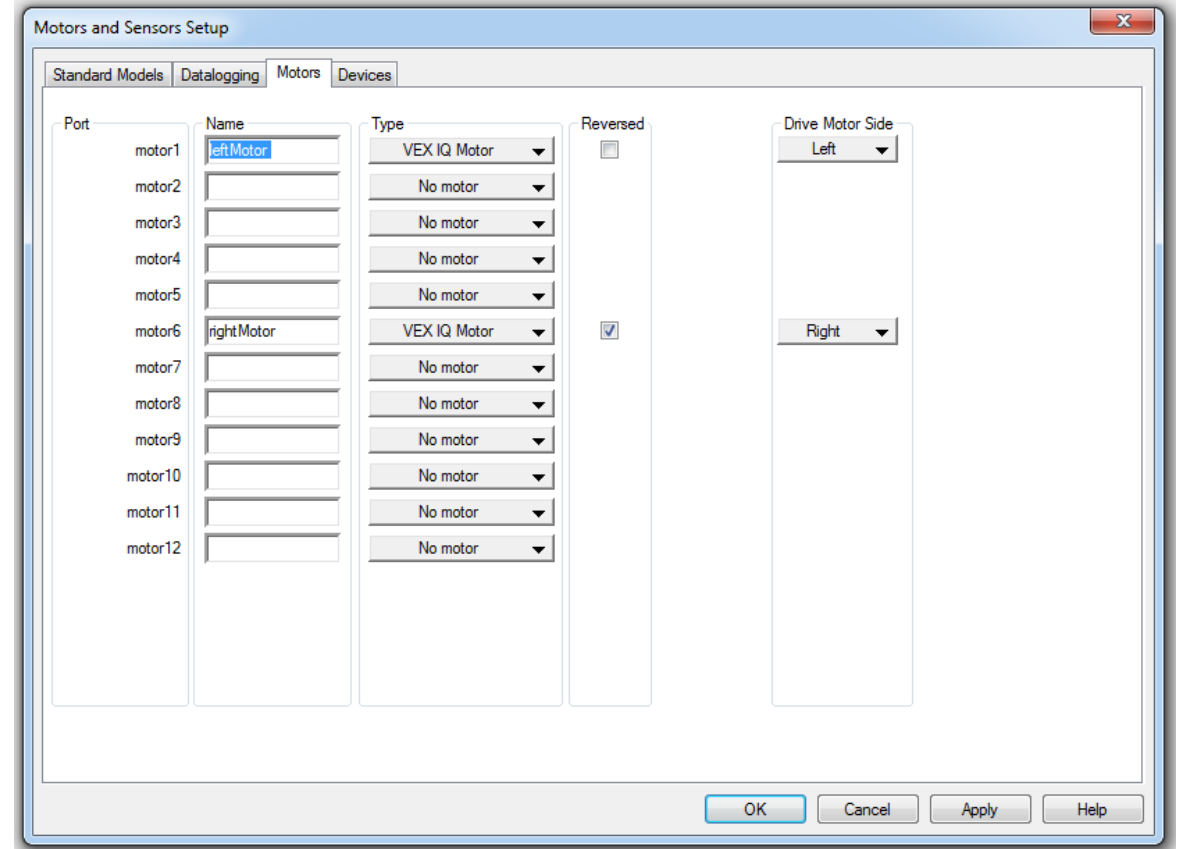 Motors and Sensors Setup
Standard Models Datalogging Motors Devices
Port Name Type Reversed Drive Motor Side
motor1 leftMotor VEX IQ Motor Left
motor2 No motor
motor3 No motor
motor4 No motor
motor5 No motor
motor6 rightMotor VEX IQ Motor Right
motor7 No motor
motor8 No motor
motor9 No motor
motor10 No motor
motor11 No motor
motor12 No motor
OK Cancel Apply Help